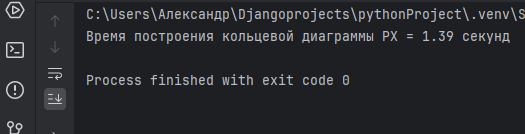 C:\Users\Александр\Djangoprojects\pythonProject\.venv\S
Время построения кольцевой диаграммы PX = 1.39 секунд
Process finished with exit code 0